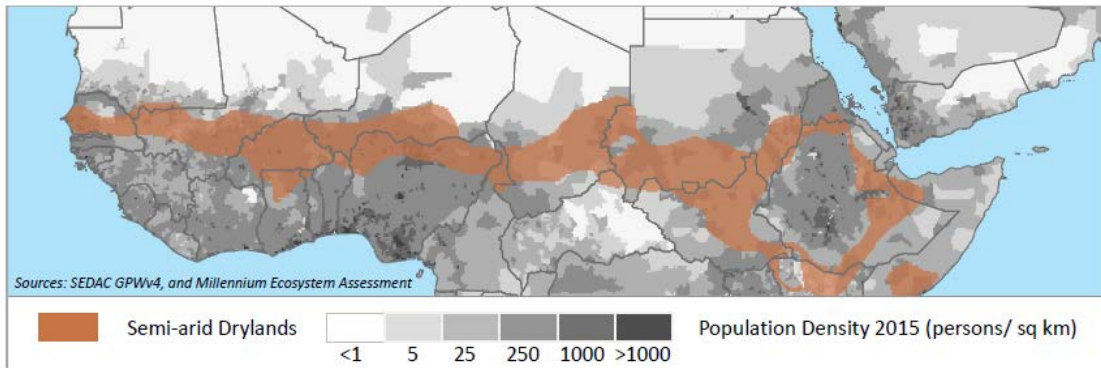 Sources: SEDAC GPWv4, and Millennium Ecosystem Assessment
Semi-arid Drylands
Population Density 2015 (persons/ sq km)
<1 5 25 250 1000 >1000